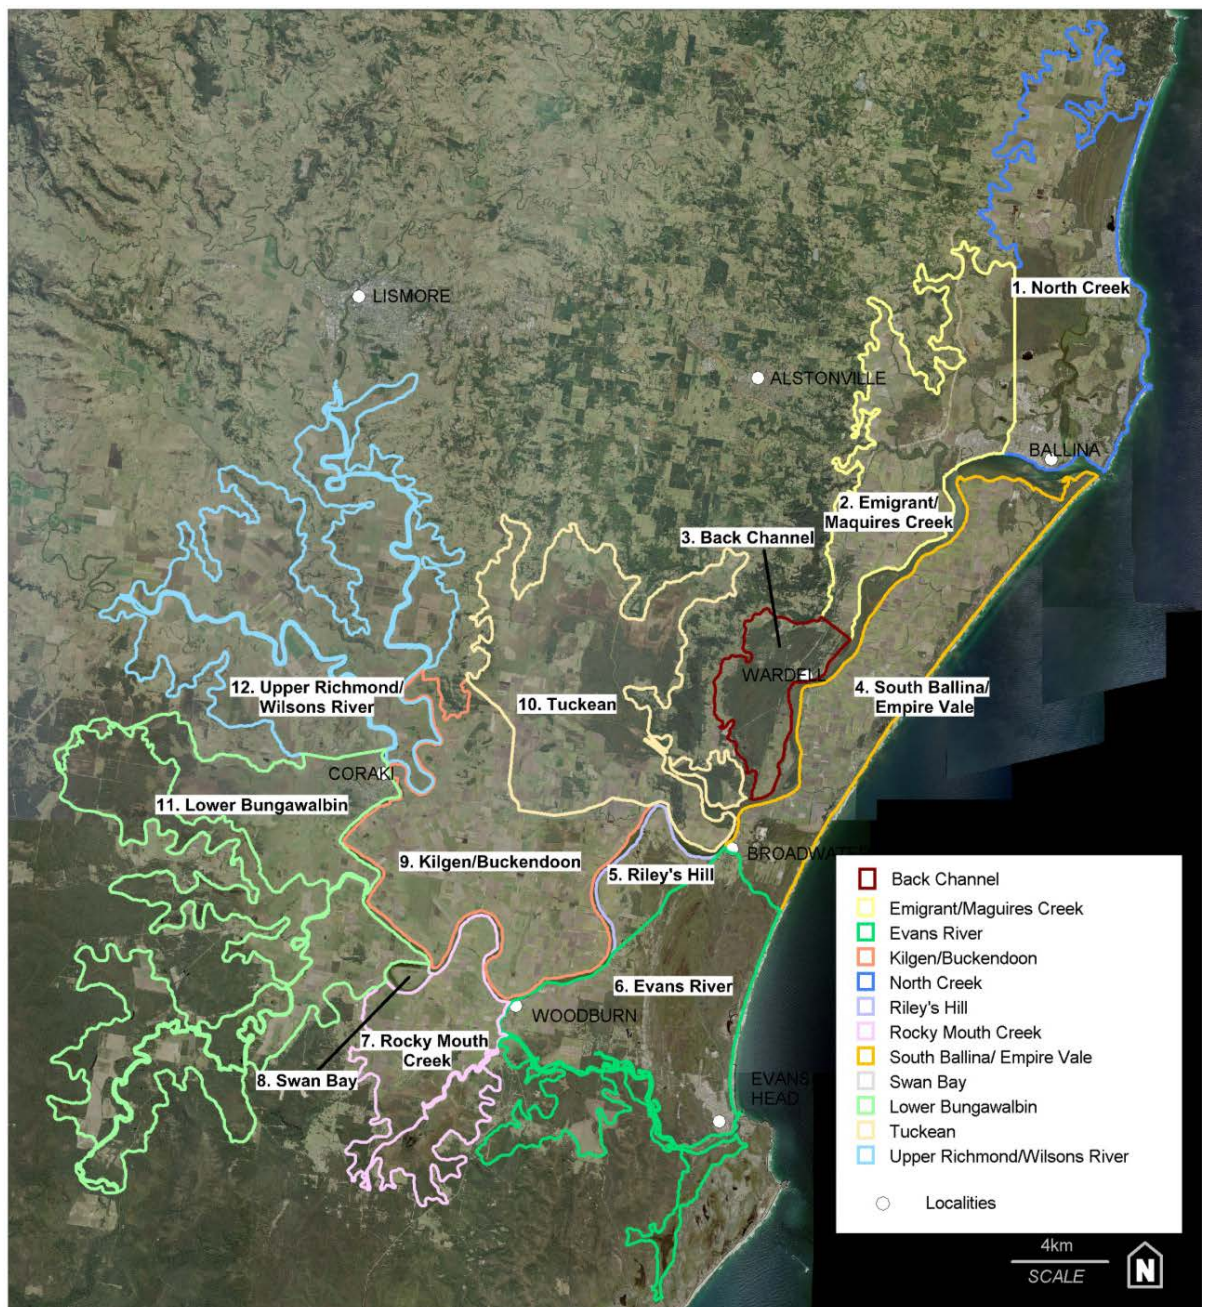 1. North Creek
LISMORE
ALSTONVILLE
BALLINA
2. Emigrant/
Maquires Creek
3. Back Channel
WARDELL
4. South Ballina/
Empire Vale
12. Upper Richmond/
Wilsons River
10. Tuckean
CORAKI
11. Lower Bungawalbin
9. Kilgen/Buckendoon
5. Riley's Hill
BROADWATER
6. Evans River
WOODBURN
7. Rocky Mouth
Creek
8. Swan Bay
EVANS
HEAD
Back Channel
Emigrant/Maguires Creek
Evans River
Kilgen/Buckendoon
North Creek
Riley's Hill
Rocky Mouth Creek
South Ballina/ Empire Vale
Swan Bay
Lower Bungawalbin
Tuckean
Upper Richmond/Wilsons River
Localities
4km
SCALE
N